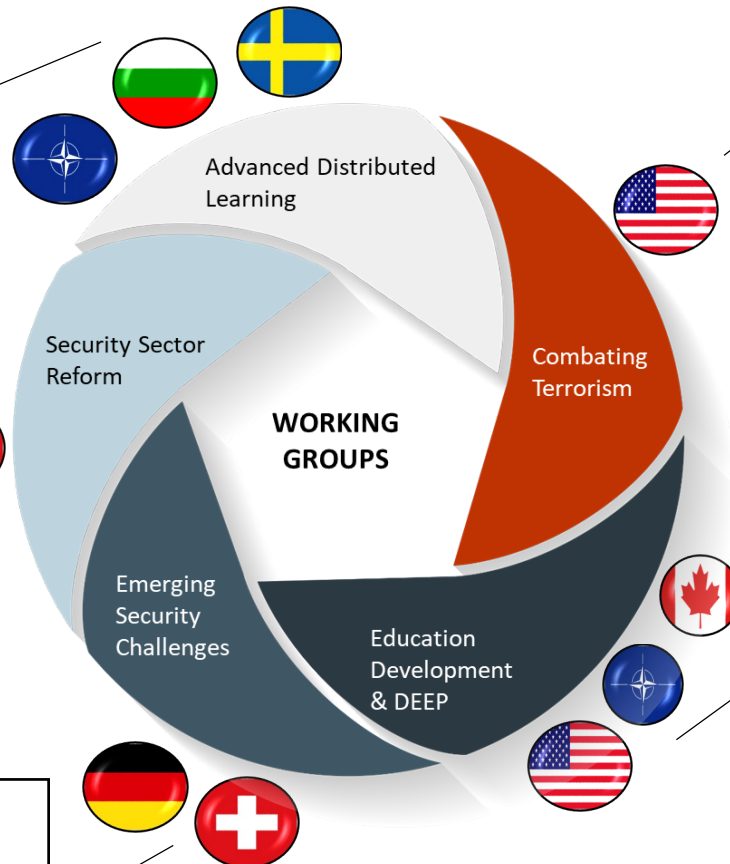 Advanced Distributed
Learning
Combating
Terrorism
Security Sector
Reform
WORKING
GROUPS
Emerging
Security
Challenges
Education
Development
& DEEP